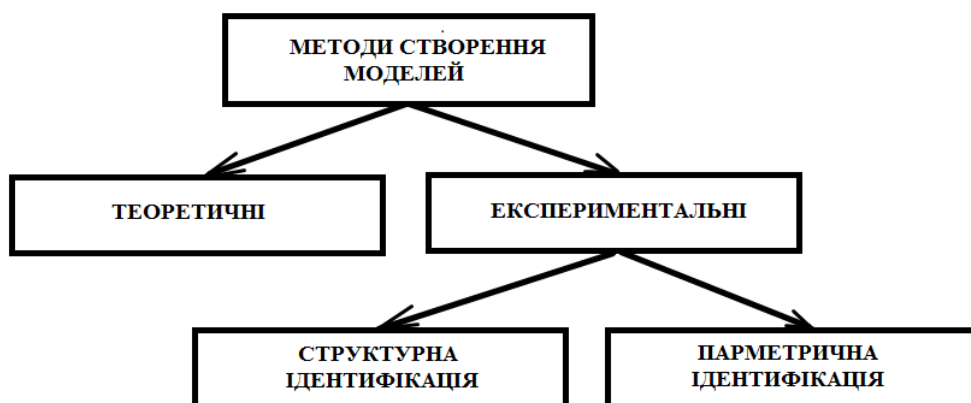 МЕТОДИ СТВОРЕННЯ
МОДЕЛЕЙ
ТЕОРЕТИЧНІ
ЕКСПЕРИМЕНТАЛЬНІ
СТРУКТУРНА
ІДЕНТИФІКАЦІЯ
ПАРМЕТРИЧНА
ІДЕНТИФІКАЦІЯ